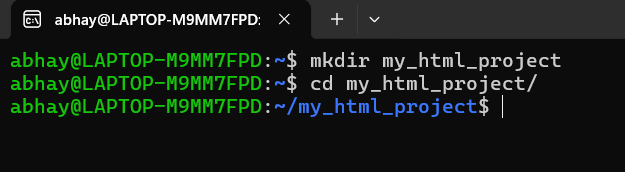 abhay@LAPTOP-M9MM7FPD:
abhay@LAPTOP-M9MM7FPD:~$ mkdir my_html_project
abhay@LAPTOP-M9MM7FPD:~$ cd my_html_project/
abhay@LAPTOP-M9MM7FPD:~/my_html_project$